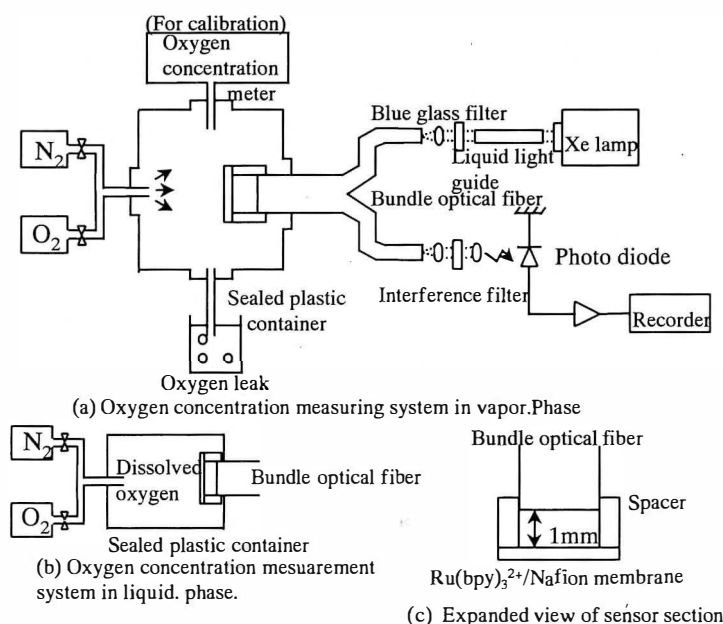 (For calibration)
Oxygen
concentration
meter
Blue glass filter
N₂
Xe lamp
Liquid light
guide
Bundle optical fiber
O₂
Photo diode
Sealed plastic
container
Interference filter
Recorder
Oxygen leak
(a) Oxygen concentration measuring system in vapor.Phase
N₂
Dissolved
oxygen
Bundle optical fiber
O₂
Sealed plastic container
(b) Oxygen concentration mesuarement
system in liquid. phase.
Bundle optical fiber
Spacer
1mm
Ru(bpy)₃²⁺/Nafion membrane
(c) Expanded view of sensor section